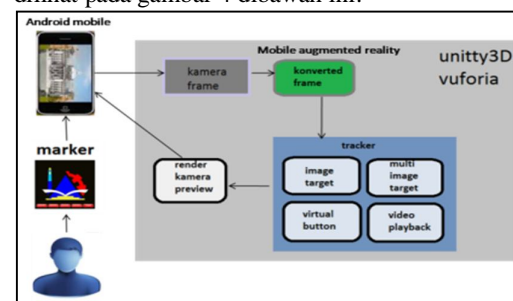 dilihat pada gambar 4 dibawah ini.
Android mobile
Mobile augmented reality
unitty3D
vuforia
kamera
frame
konverted
frame
marker
tracker
render
kamera
preview
image
target
multi
image
target
virtual
button
video
playback